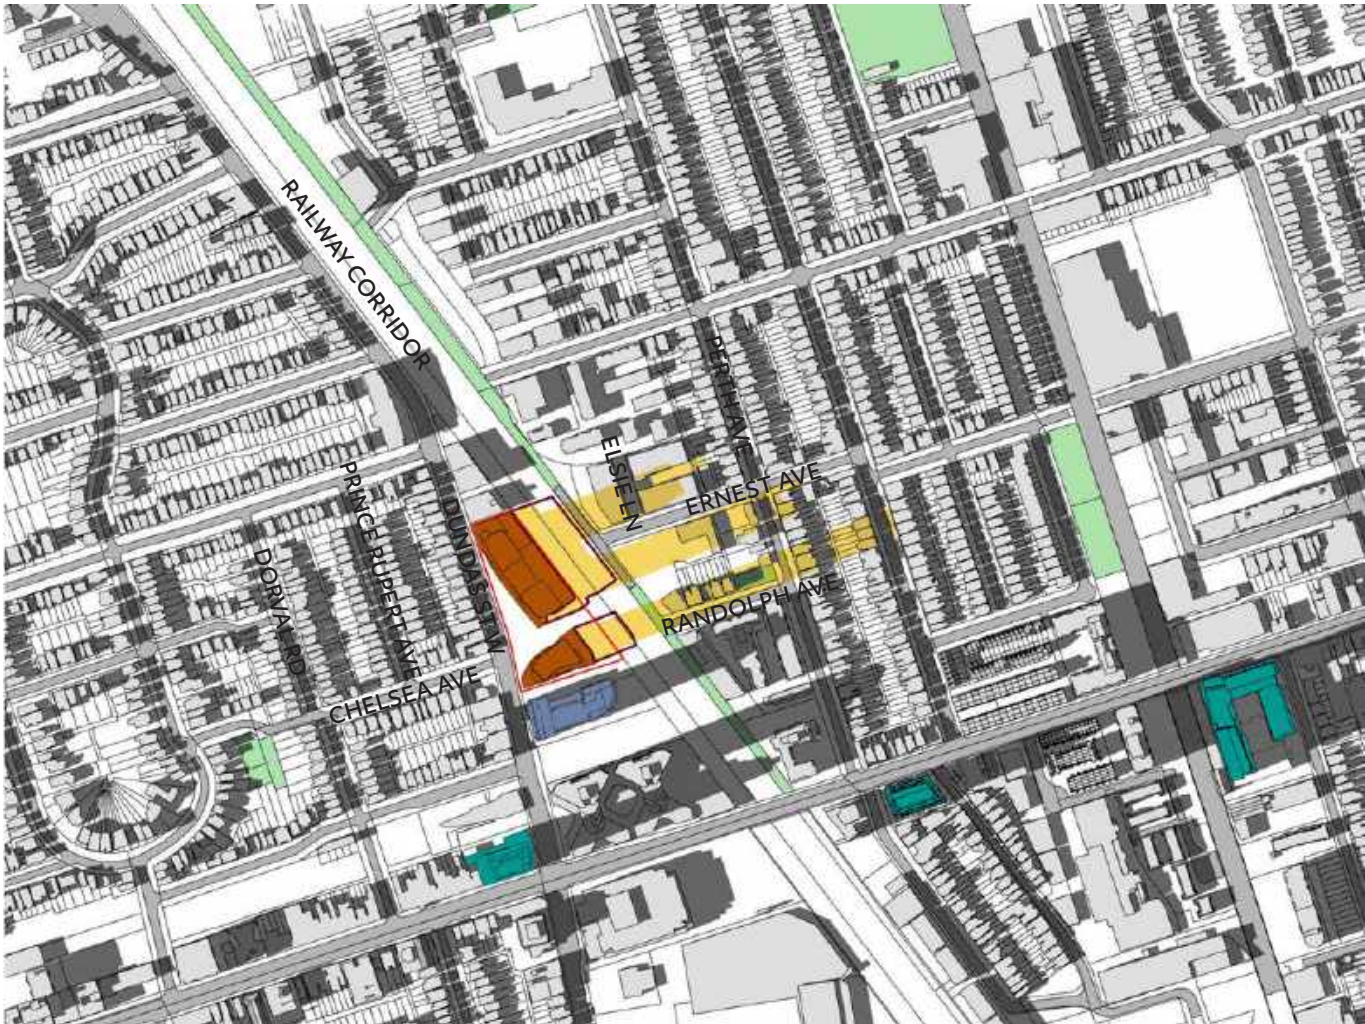 RAILWAY CORRIDOR
PERTH AVE
ELSIE LN
ERNEST AVE
PRINCE RUPERT AVE
DUNDAS ST W
DORVAL RD
RANDOLPH AVE
CHELSEA AVE